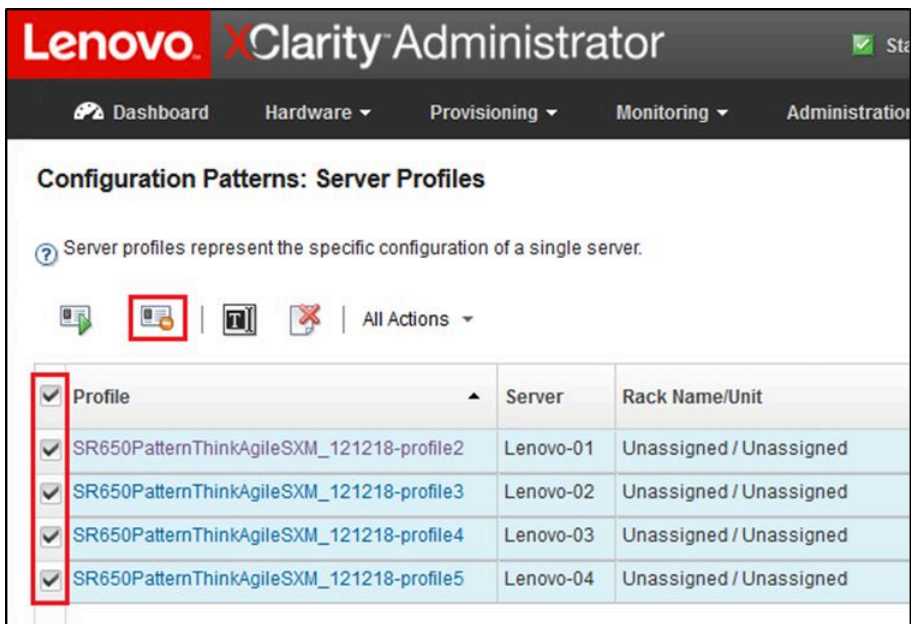 Lenovo. XClarity Administrator Sta
Dashboard Hardware Provisioning Monitoring Administration
Configuration Patterns: Server Profiles
? Server profiles represent the specific configuration of a single server.
T All Actions
Profile Server Rack Name/Unit
SR650PatternThinkAgileSXM_121218-profile2 Lenovo-01 Unassigned / Unassigned
SR650PatternThinkAgileSXM_121218-profile3 Lenovo-02 Unassigned / Unassigned
SR650PatternThinkAgileSXM_121218-profile4 Lenovo-03 Unassigned / Unassigned
SR650PatternThinkAgileSXM_121218-profile5 Lenovo-04 Unassigned / Unassigned